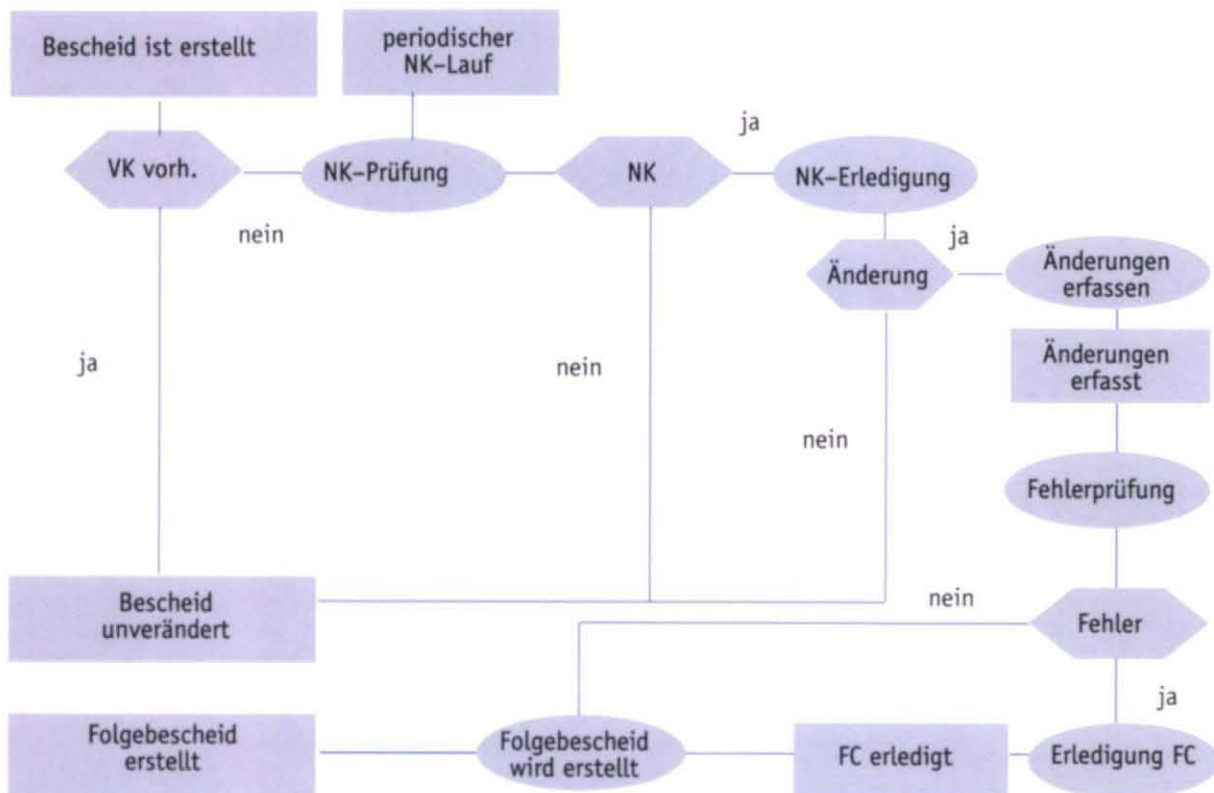 Bescheid ist erstellt
periodischer
NK–Lauf
ja
VK vorh.
NK–Prüfung
NK
NK–Erledigung
nein
ja
Änderung
Änderungen
erfassen
ja
nein
Änderungen
erfasst
nein
Fehlerprüfung
Bescheid
unverändert
nein
Fehler
ja
Folgebescheid
erstellt
Folgebescheid
wird erstellt
FC erledigt
Erledigung FC